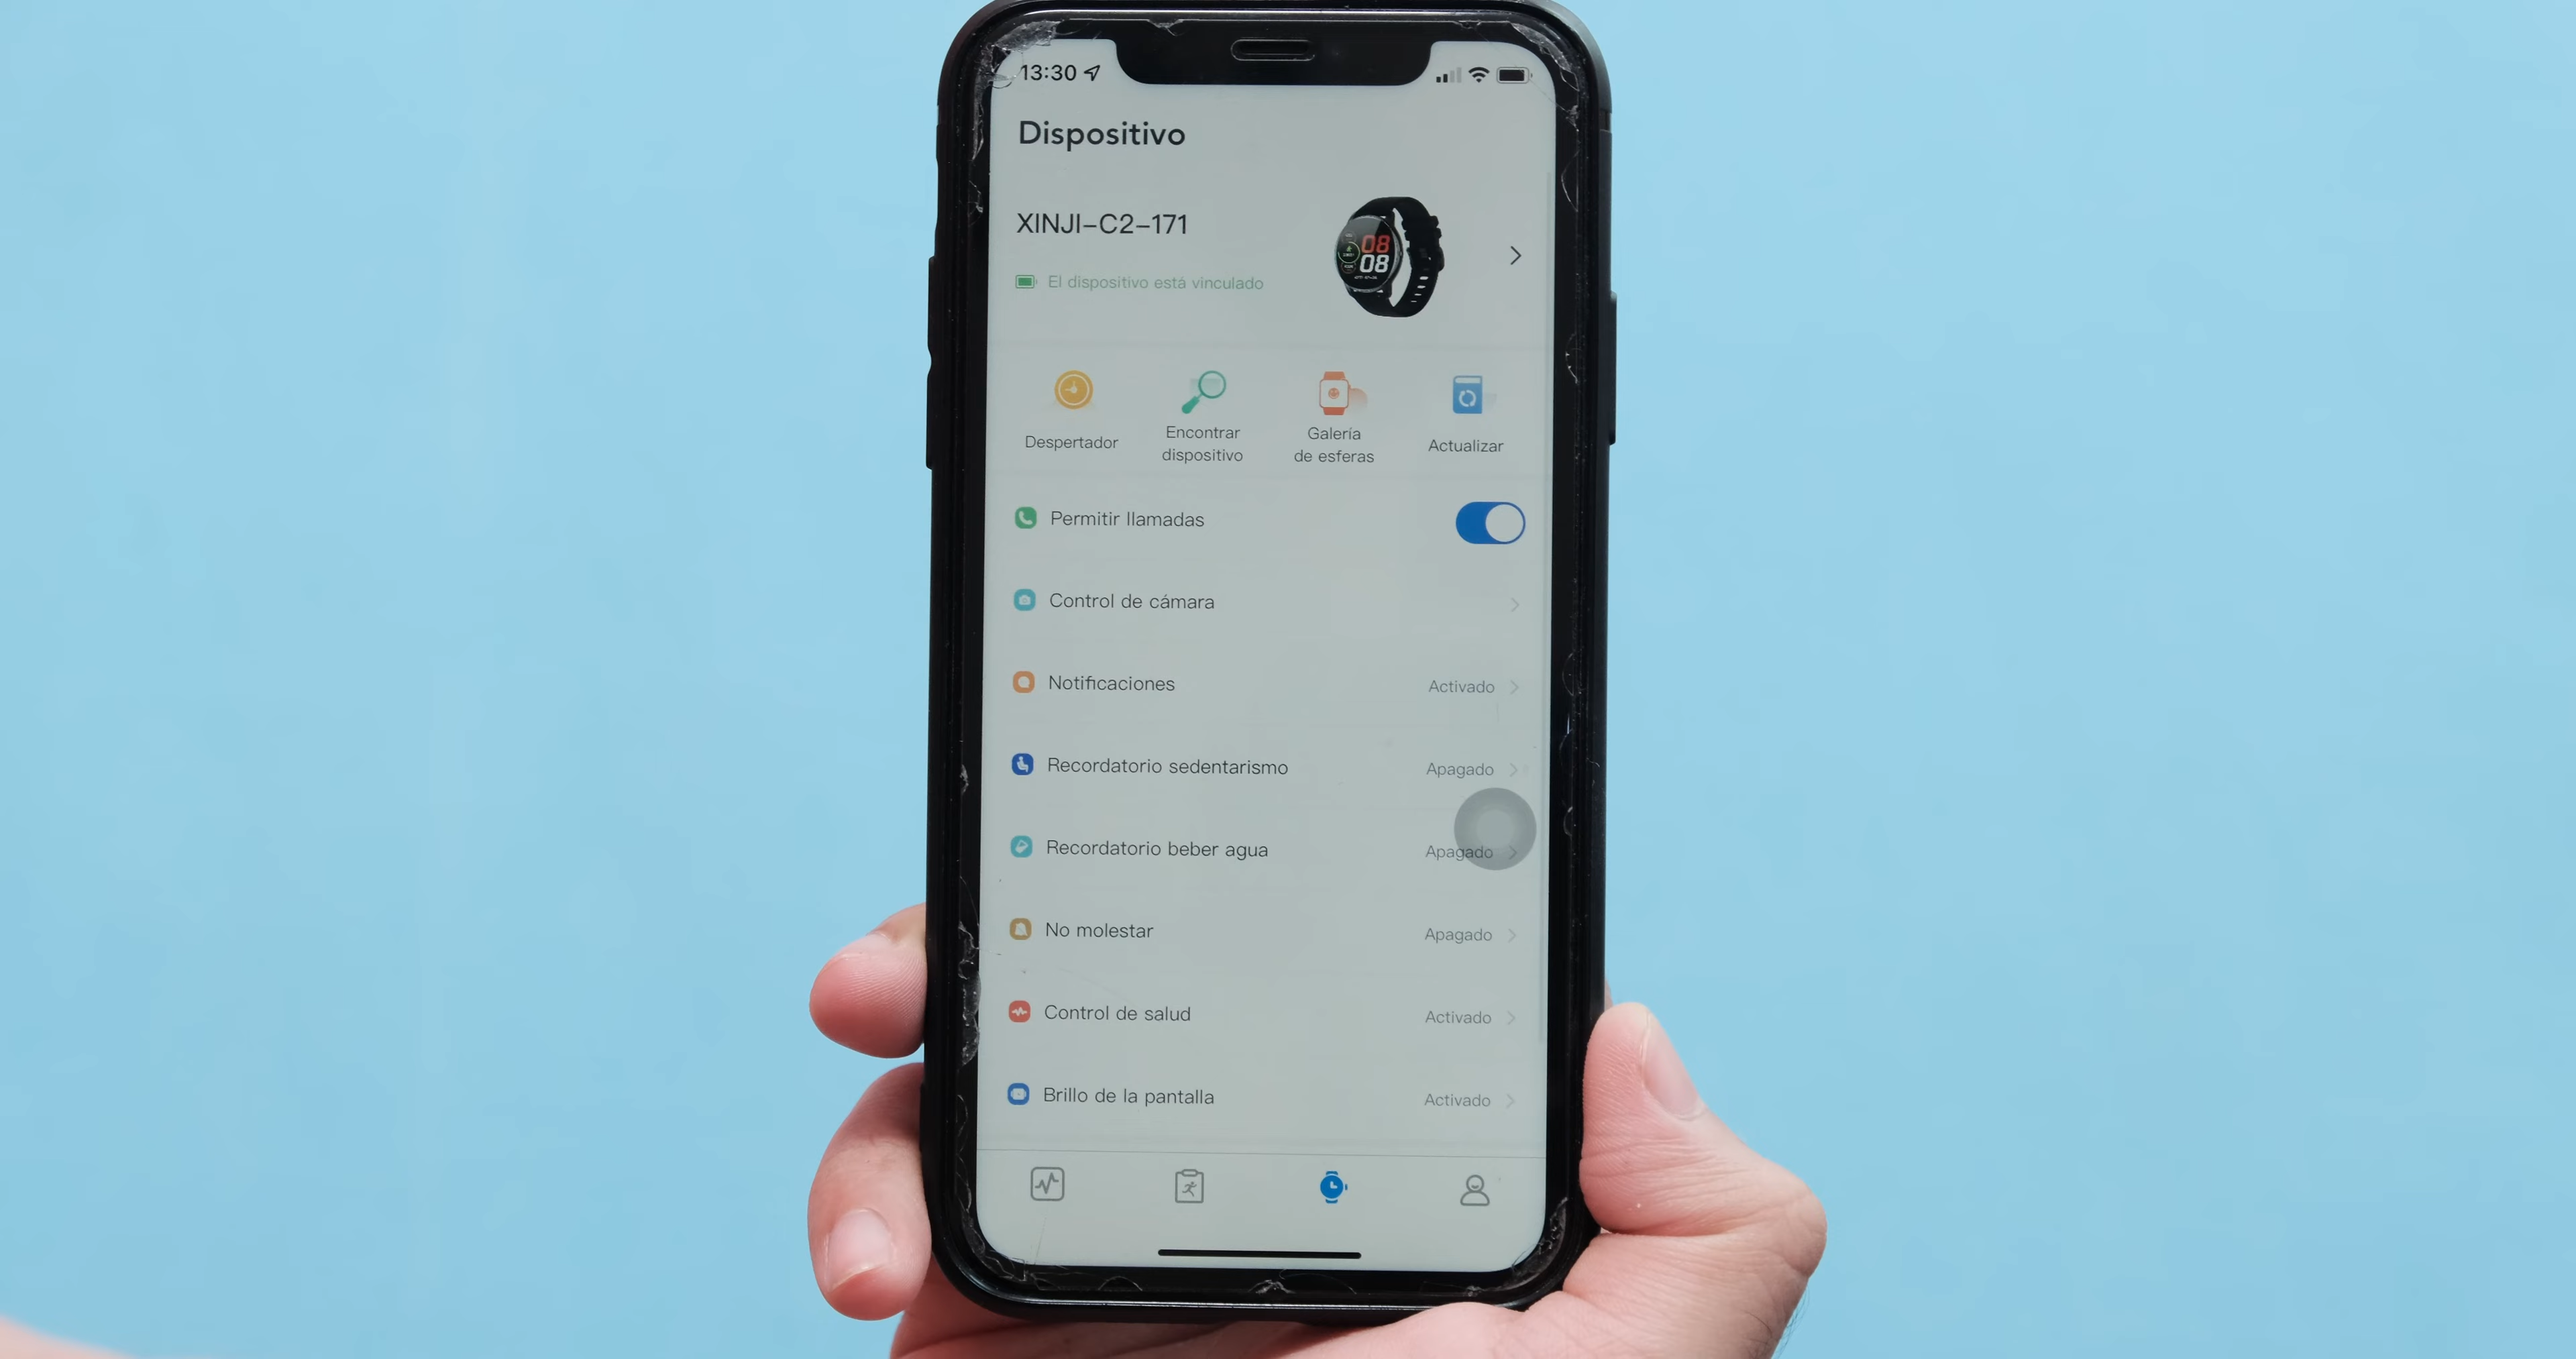 13:30
Dispositivo
XINJI-C2-171
El dispositivo está vinculado
08
08
Despertador
Encontrar
dispositivo
Galería
de esferas
Actualizar
Permitir llamadas
Control de cámara
Notificaciones Activado
Recordatorio sedentarismo Apagado
Recordatorio beber agua Apagado
No molestar Apagado
Control de salud Activado
Brillo de la pantalla Activado